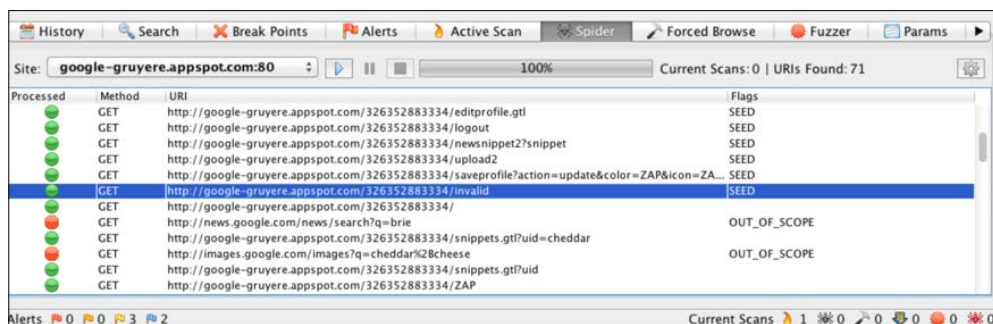 History Search Break Points Alerts Active Scan Spider Forced Browse Fuzzer Params
Site: google-gruyere.appspot.com:80 100% Current Scans: 0 | URIs Found: 71
Processed Method URI Flags
GET http://google-gruyere.appspot.com/326352883334/editprofile.gtl SEED
GET http://google-gruyere.appspot.com/326352883334/logout SEED
GET http://google-gruyere.appspot.com/326352883334/newsnippet2?snippet SEED
GET http://google-gruyere.appspot.com/326352883334/upload2 SEED
GET http://google-gruyere.appspot.com/326352883334/saveprofile?action=update&color=ZAP&icon=ZA... SEED
GET http://google-gruyere.appspot.com/326352883334/invalid SEED
GET http://google-gruyere.appspot.com/326352883334/
GET http://news.google.com/news/search?q=brie OUT_OF_SCOPE
GET http://google-gruyere.appspot.com/326352883334/snippets.gtl?uid=cheddar
GET http://images.google.com/images?q=cheddar%2Bcheese OUT_OF_SCOPE
GET http://google-gruyere.appspot.com/326352883334/snippets.gtl?uid
GET http://google-gruyere.appspot.com/326352883334/ZAP
Alerts 0 0 3 2 Current Scans 1 0 0 0 0 0